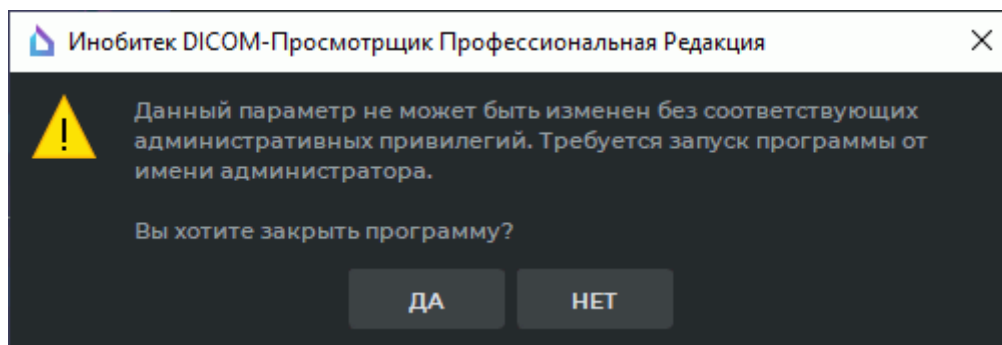 Инобитек DICOM-Просмотрщик Профессиональная Редакция
Данный параметр не может быть изменен без соответствующих
административных привилегий. Требуется запуск программы от
имени администратора.
Вы хотите закрыть программу?
ДА
НЕТ